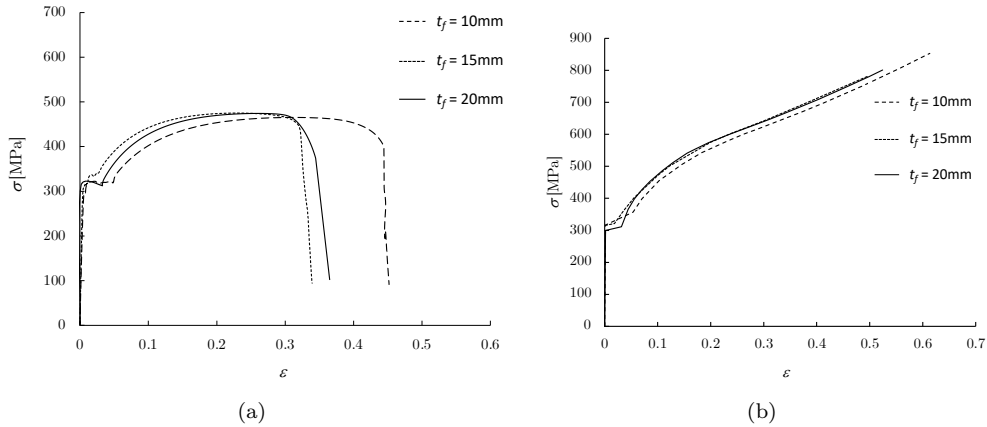 700
600
500
400
300
200
100
0
σ [MPa]
0 0.1 0.2 0.3 0.4 0.5 0.6
ε
t_f = 10mm
t_f = 15mm
t_f = 20mm
(a)
900
800
700
600
500
400
300
200
100
0
σ [MPa]
0 0.1 0.2 0.3 0.4 0.5 0.6 0.7
ε
t_f = 10mm
t_f = 15mm
t_f = 20mm
(b)